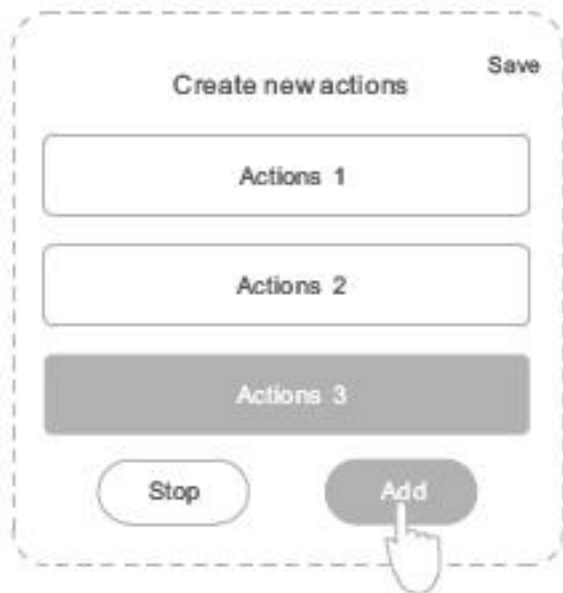 Save
Create new actions
Actions 1
Actions 2
Actions 3
Stop
Add